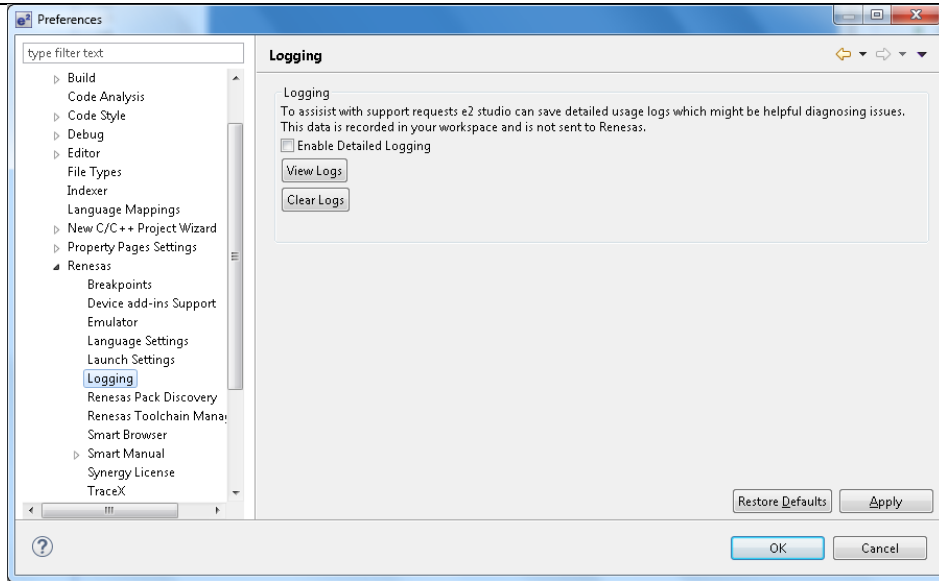 e² Preferences
type filter text
Build
Code Analysis
Code Style
Debug
Editor
File Types
Indexer
Language Mappings
New C/C++ Project Wizard
Property Pages Settings
Renesas
Breakpoints
Device add-ins Support
Emulator
Language Settings
Launch Settings
Logging
Renesas Pack Discovery
Renesas Toolchain Mana
Smart Browser
Smart Manual
Synergy License
TraceX
Logging
Logging
To assisist with support requests e2 studio can save detailed usage logs which might be helpful diagnosing issues.
This data is recorded in your workspace and is not sent to Renesas.
Enable Detailed Logging
View Logs
Clear Logs
Restore Defaults Apply
? OK Cancel